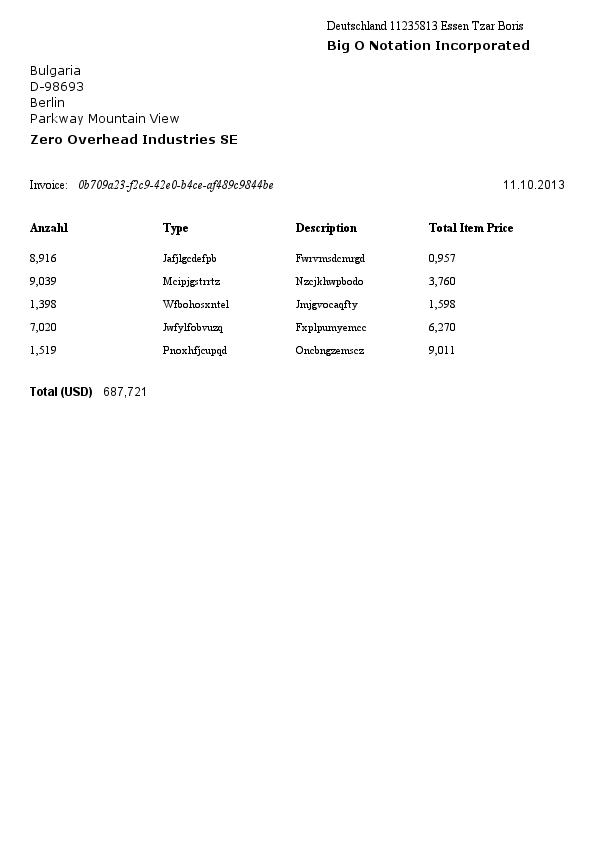 Deutschland 11235813 Essen Tzar Boris
Big O Notation Incorporated
Bulgaria
D-98693
Berlin
Parkway Mountain View
Zero Overhead Industries SE
Invoice: 0b709a23-f2c9-42e0-b4ce-af489c9844be 11.10.2013
Anzahl Type Description Total Item Price
8,916 Jafjlgcdefpb Fwrvmsdcmrgd 0,957
9,039 Mcipjgstrrtz Nzcjkhwpbodo 3,760
1,398 Wfbohosxntel Jmjgvocaqfty 1,598
7,020 Jwfylfobvuzq Fxplpumyemcc 6,270
1,519 Pnoxhfjcupqd Oncbngzemscz 9,011
Total (USD) 687,721